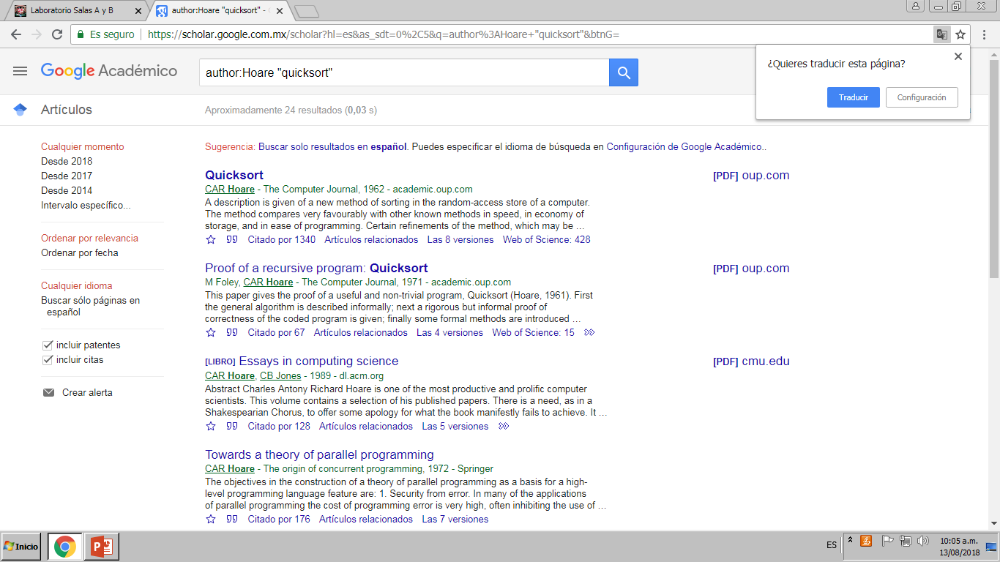 Laboratorio Salas A y B
author:Hoare "quicksort" -
Es seguro https://scholar.google.com.mx/scholar?hl=es&as_sdt=0%2C5&q=author%3AHoare+"quicksort"&btnG=
Google Académico
author:Hoare "quicksort"
¿Quieres traducir esta página?
Traducir Configuración
Artículos
Aproximadamente 24 resultados (0,03 s)
Cualquier momento
Desde 2018
Desde 2017
Desde 2014
Intervalo específico...
Ordenar por relevancia
Ordenar por fecha
Cualquier idioma
Buscar sólo páginas en
español
incluir patentes
incluir citas
Crear alerta
Sugerencia: Buscar solo resultados en español. Puedes especificar el idioma de búsqueda en Configuración de Google Académico..
Quicksort
[PDF] oup.com
CAR Hoare - The Computer Journal, 1962 - academic.oup.com
A description is given of a new method of sorting in the random-access store of a computer.
The method compares very favourably with other known methods in speed, in economy of
storage, and in ease of programming. Certain refinements of the method, which may be …
Citado por 1340 Artículos relacionados Las 8 versiones Web of Science: 428
Proof of a recursive program: Quicksort
[PDF] oup.com
M Foley, CAR Hoare - The Computer Journal, 1971 - academic.oup.com
This paper gives the proof of a useful and non-trivial program, Quicksort (Hoare, 1961). First
the general algorithm is described informally; next a rigorous but informal proof of
correctness of the coded program is given; finally some formal methods are introduced …
Citado por 67 Artículos relacionados Las 4 versiones Web of Science: 15
[LIBRO] Essays in computing science
[PDF] cmu.edu
CAR Hoare, CB Jones - 1989 - dl.acm.org
Abstract Charles Antony Richard Hoare is one of the most productive and prolific computer
scientists. This volume contains a selection of his published papers. There is a need, as in a
Shakespearian Chorus, to offer some apology for what the book manifestly fails to achieve. It …
Citado por 128 Artículos relacionados Las 5 versiones
Towards a theory of parallel programming
CAR Hoare - The origin of concurrent programming, 1972 - Springer
The objectives in the construction of a theory of parallel programming as a basis for a high-
level programming language feature are: 1. Security from error. In many of the applications
of parallel programming the cost of programming error is very high, often inhibiting the use of …
Citado por 176 Artículos relacionados Las 7 versiones
Inicio
ES
10:05 a.m.
13/08/2018